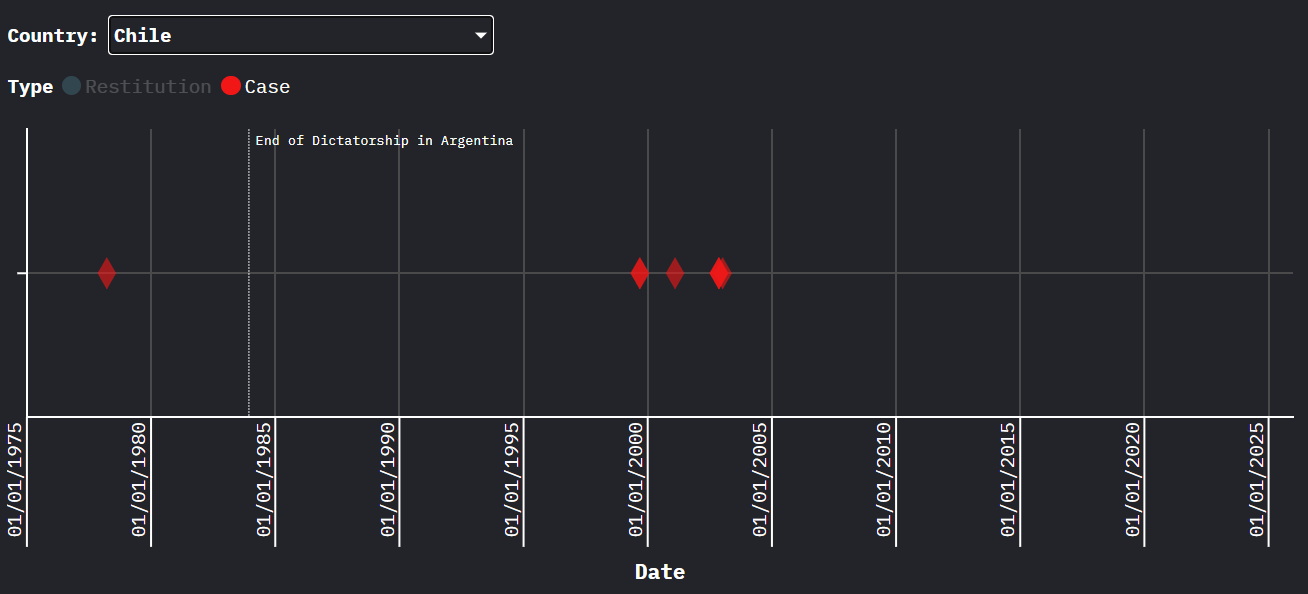 Country: Chile
Type Restitution Case
End of Dictatorship in Argentina
01/01/1975
01/01/1980
01/01/1985
01/01/1990
01/01/1995
01/01/2000
01/01/2005
01/01/2010
01/01/2015
01/01/2020
01/01/2025
Date